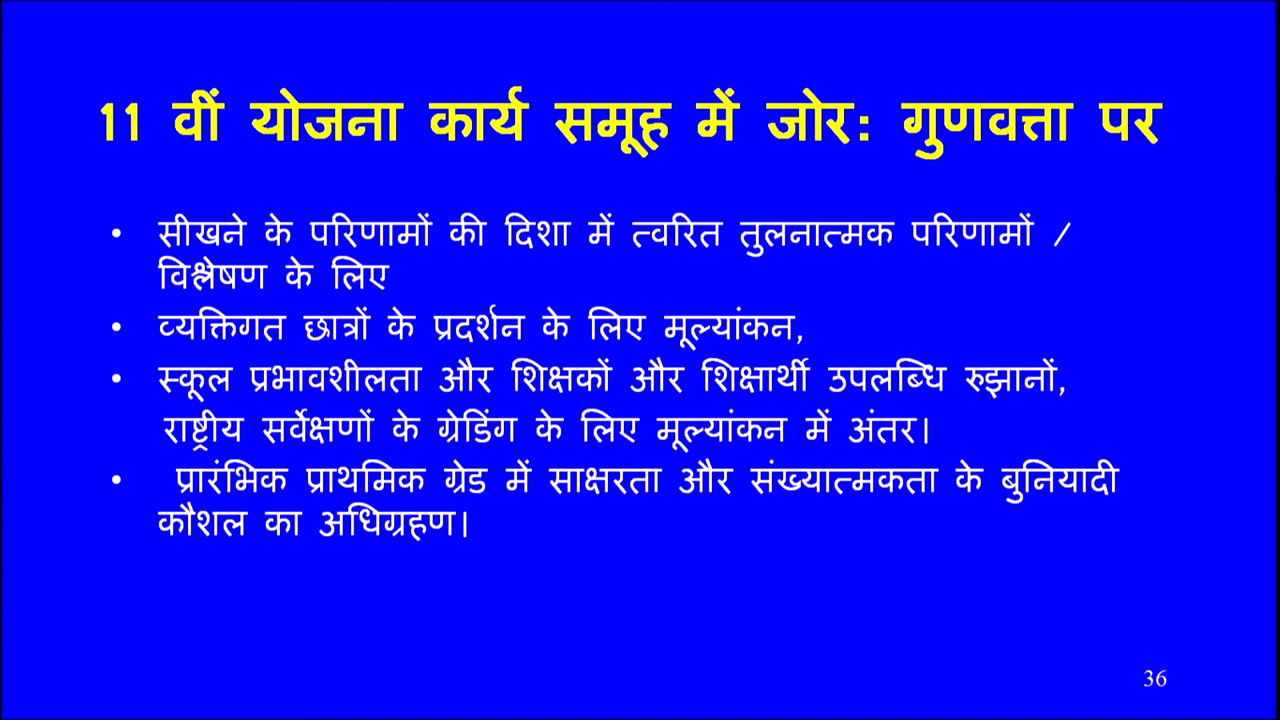 11 वीं योजना कार्य समूह में जोर: गुणवत्ता पर
• सीखने के परिणामों की दिशा में त्वरित तुलनात्मक परिणामों /
विश्लेषण के लिए
• व्यक्तिगत छात्रों के प्रदर्शन के लिए मूल्यांकन,
• स्कूल प्रभावशीलता और शिक्षकों और शिक्षार्थी उपलब्धि रुझानों,
राष्ट्रीय सर्वेक्षणों के ग्रेडिंग के लिए मूल्यांकन में अंतर।
• प्रारंभिक प्राथमिक ग्रेड में साक्षरता और संख्यात्मकता के बुनियादी
कौशल का अधिग्रहण।
36